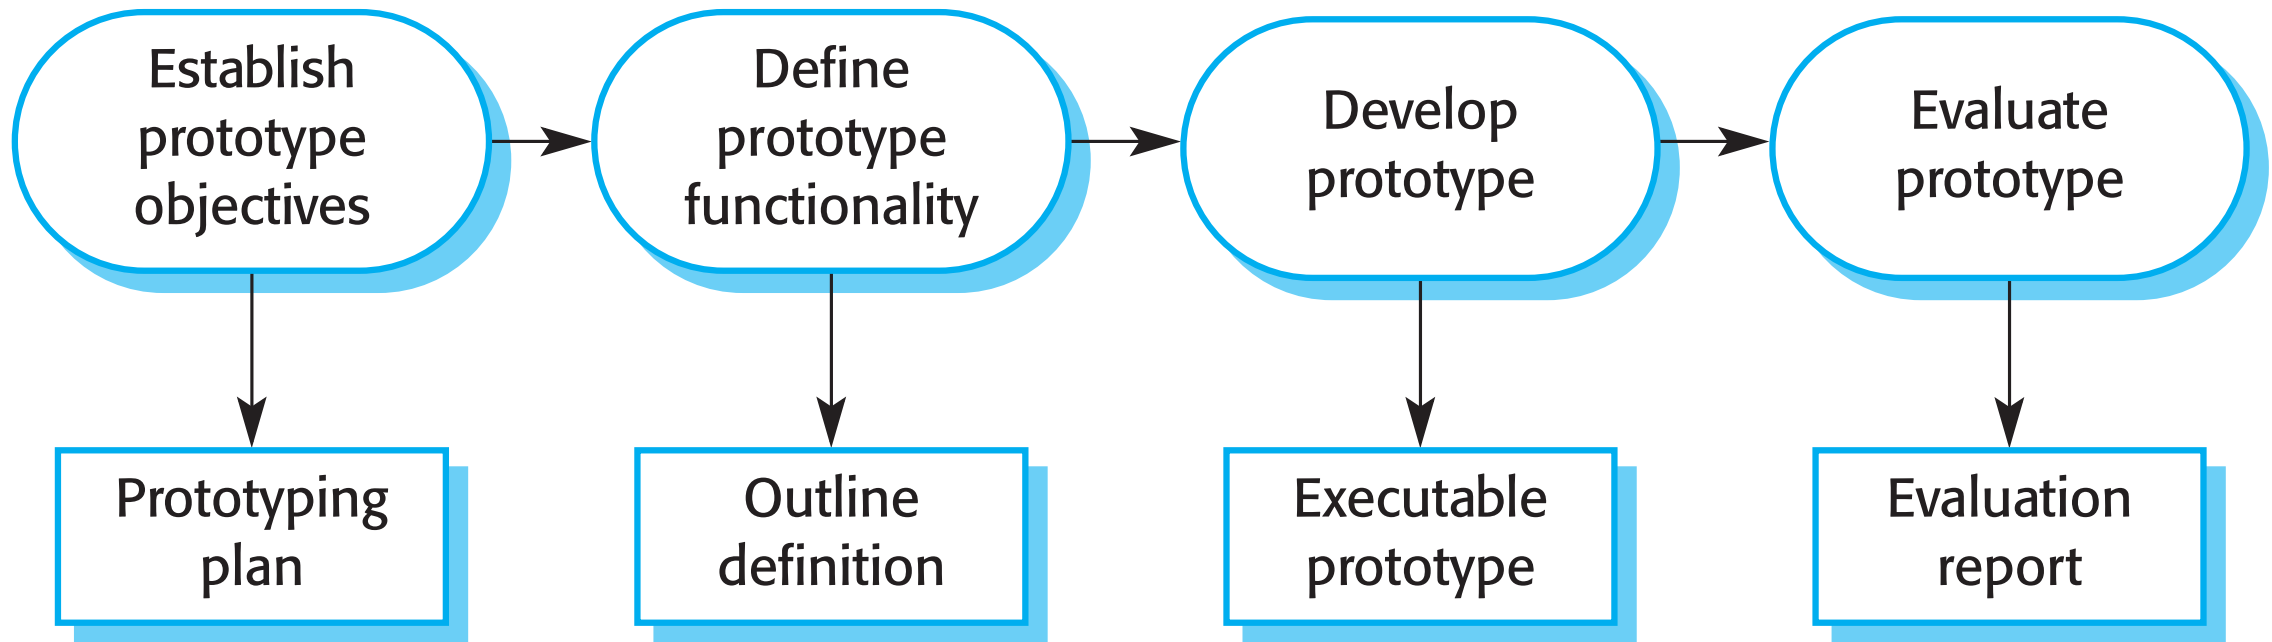 Establish
prototype
objectives
Define
prototype
functionality
Develop
prototype
Evaluate
prototype
Prototyping
plan
Outline
definition
Executable
prototype
Evaluation
report